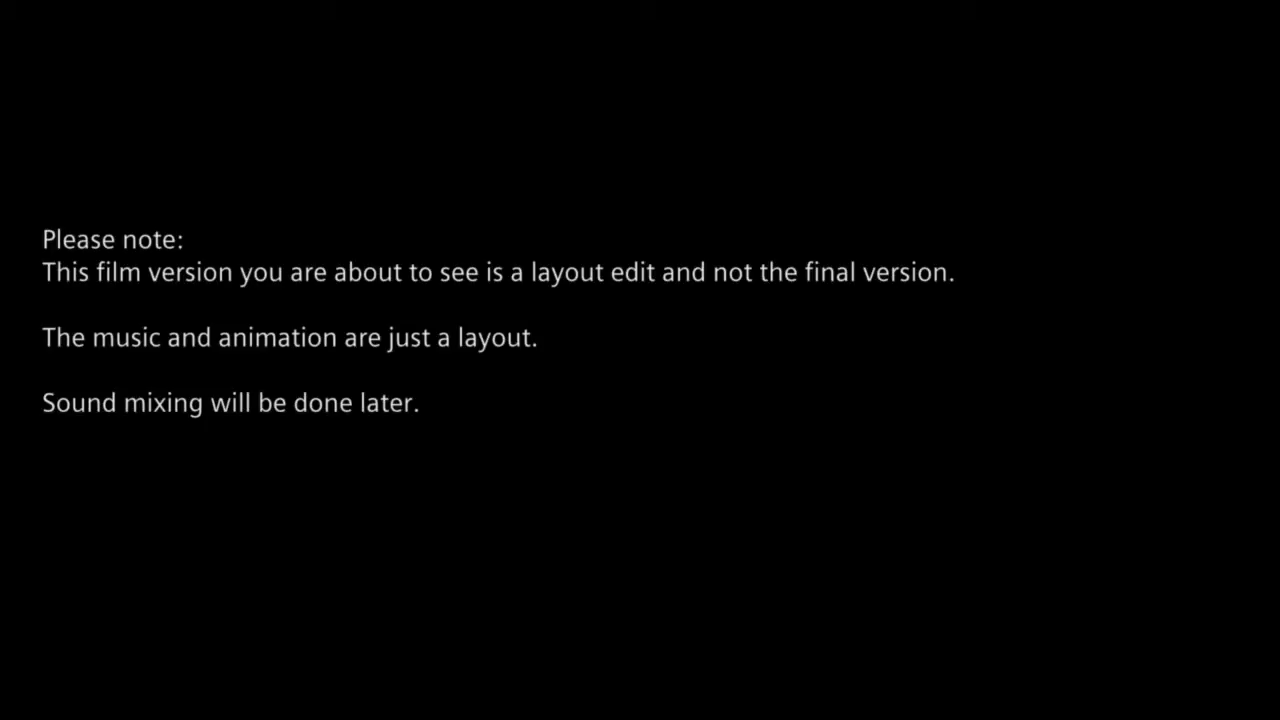 Please note:
This film version you are about to see is a layout edit and not the final version.
The music and animation are just a layout.
Sound mixing will be done later.